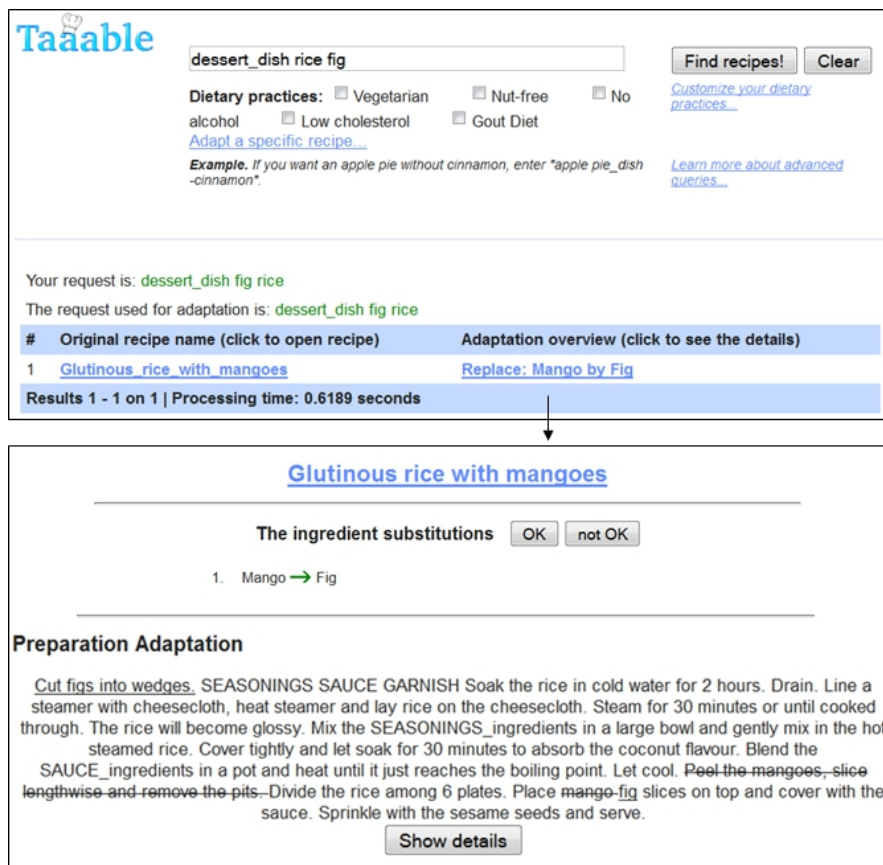 Taaable
dessert_dish rice fig
Find recipes! Clear
Dietary practices: Vegetarian Nut-free No
alcohol Low cholesterol Gout Diet
Customize your dietary
practices...
Adapt a specific recipe...
Example. If you want an apple pie without cinnamon, enter "apple pie_dish
-cinnamon".
Learn more about advanced
queries...
Your request is: dessert_dish fig rice
The request used for adaptation is: dessert_dish fig rice
# Original recipe name (click to open recipe) Adaptation overview (click to see the details)
1 Glutinous_rice_with_mangoes Replace: Mango by Fig
Results 1 - 1 on 1 | Processing time: 0.6189 seconds
Glutinous rice with mangoes
The ingredient substitutions OK not OK
1. Mango → Fig
Preparation Adaptation
Cut figs into wedges. SEASONINGS SAUCE GARNISH Soak the rice in cold water for 2 hours. Drain. Line a
steamer with cheesecloth, heat steamer and lay rice on the cheesecloth. Steam for 30 minutes or until cooked
through. The rice will become glossy. Mix the SEASONINGS_ingredients in a large bowl and gently mix in the hot
steamed rice. Cover tightly and let soak for 30 minutes to absorb the coconut flavour. Blend the
SAUCE_ingredients in a pot and heat until it just reaches the boiling point. Let cool. Peel the mangoes, slice
lengthwise and remove the pits. Divide the rice among 6 plates. Place mango fig slices on top and cover with the
sauce. Sprinkle with the sesame seeds and serve.
Show details